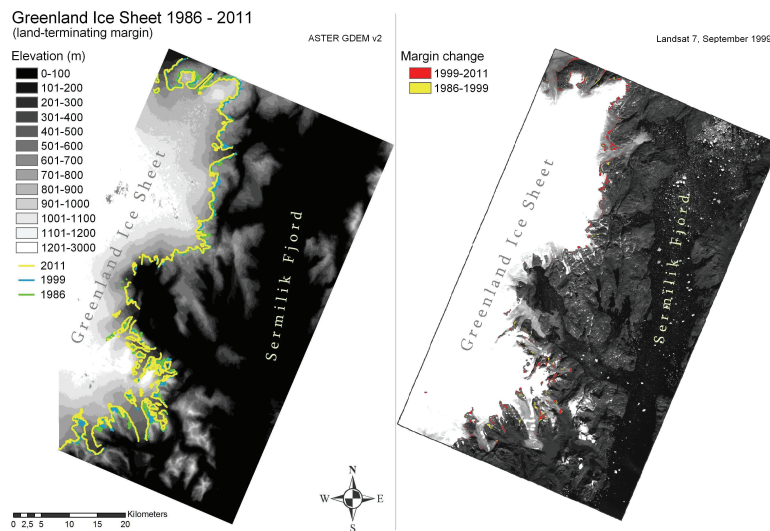 Greenland Ice Sheet 1986 - 2011
(land-terminating margin)
ASTER GDEM v2
Elevation (m)
0-100
101-200
201-300
301-400
401-500
501-600
601-700
701-800
801-900
901-1000
1001-1100
1101-1200
1201-3000
2011
1999
1986
Greenland Ice Sheet
Sermilik Fjord
N
W E
S
Kilometers
0 2,5 5 10 15 20
Landsat 7, September 1999
Margin change
1999-2011
1986-1999
Greenland Ice Sheet
Sermilik Fjord